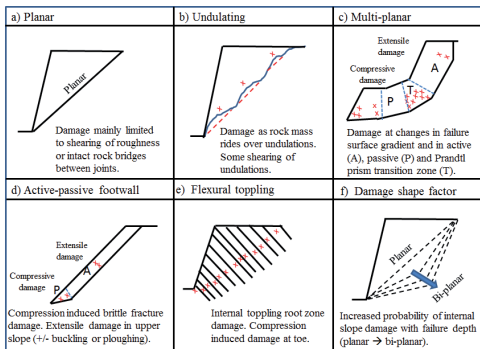 a) Planar
Planar
Damage mainly limited
to shearing of roughness
or intact rock bridges
between joints.
b) Undulating
Damage as rock mass
rides over undulations.
Some shearing of
undulations.
c) Multi-planar
Extensile
damage
Compressive
damage
A
T
P
Damage at changes in failure
surface gradient and in active
(A), passive (P) and Prandtl
prism transition zone (T).
d) Active-passive footwall
Extensile
damage
Compressive
damage
A
P
Compression induced brittle fracture
damage. Extensile damage in upper
slope (+/- buckling or ploughing).
e) Flexural toppling
Internal toppling root zone
damage. Compression
induced damage at toe.
f) Damage shape factor
Planar
Bi-planar
Increased probability of internal
slope damage with failure depth
(planar → bi-planar).